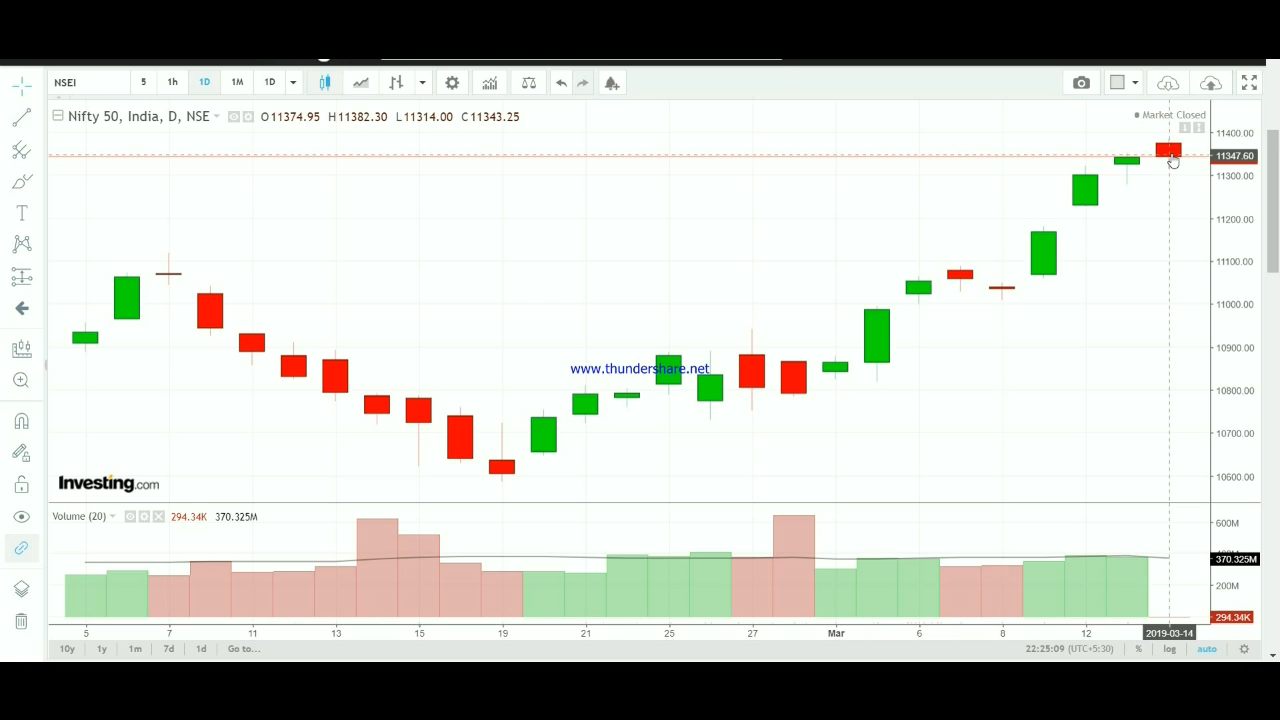 NSEI 5 1h 1D 1M 1D
Nifty 50, India, D, NSE O11374.95 H11382.30 L11314.00 C11343.25
Market Closed
11400.00
11347.60
11300.00
11200.00
11100.00
11000.00
10900.00
10800.00
10700.00
10600.00
www.thundershare.net
Investing.com
Volume (20) 294.34K 370.325M
600M
370.325M
200M
294.34K
5 7 11 13 15 19 21 25 27 Mar 6 8 12 2019-03-14
10y 1y 1m 7d 1d Go to... 22:25:09 (UTC+5:30) % log auto